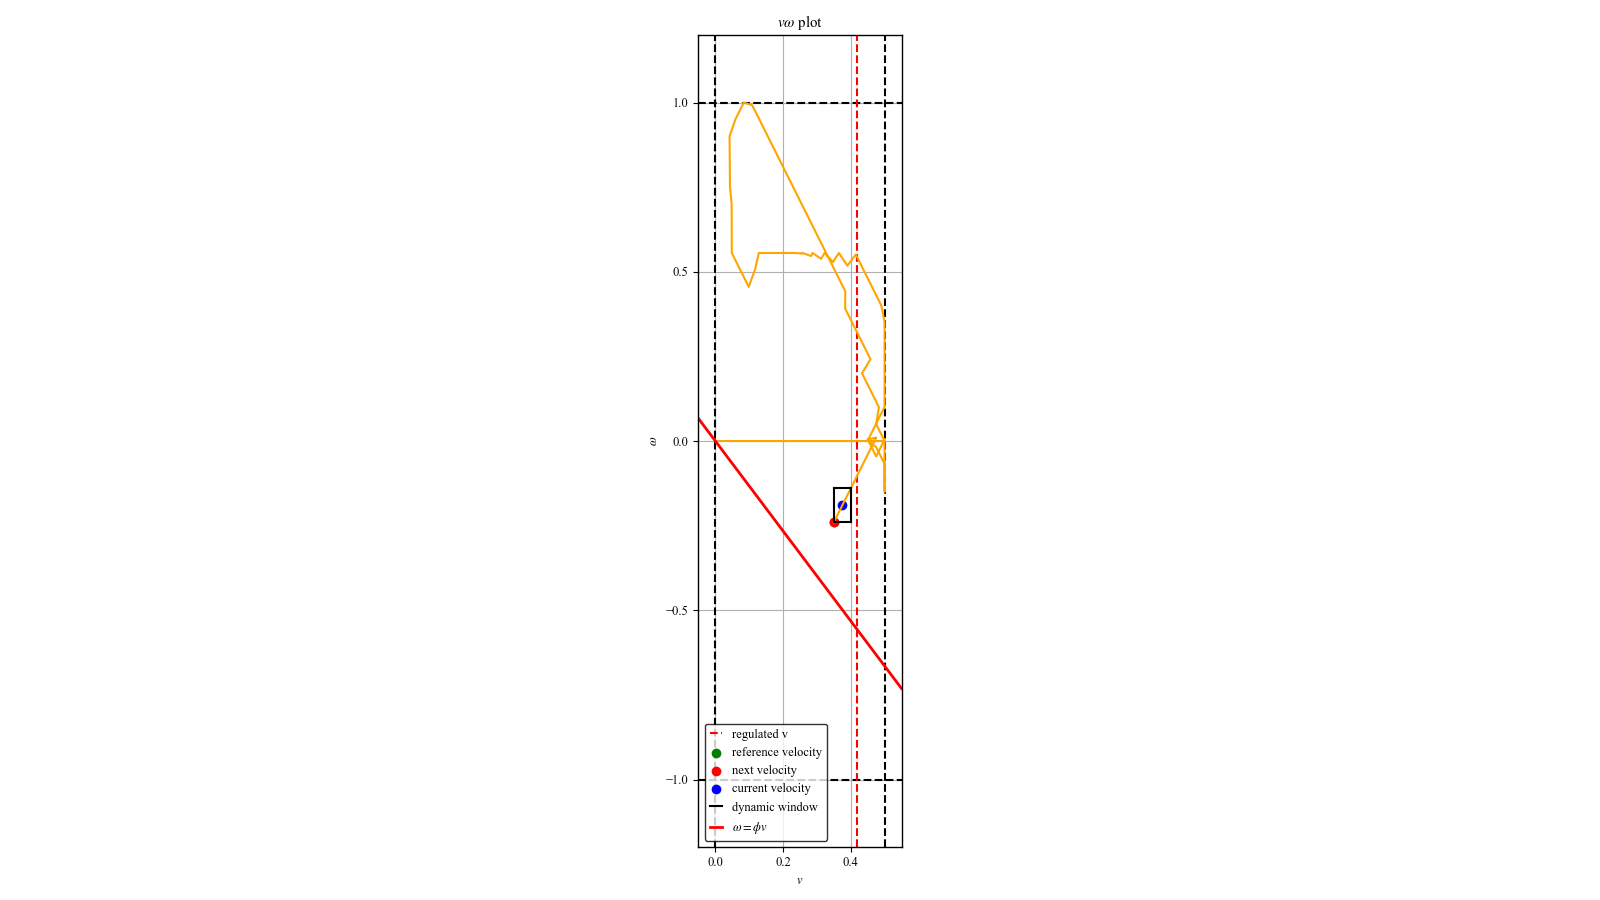 vω plot
1.0
0.5
0.0
−0.5
−1.0
ω
regulated v
reference velocity
next velocity
current velocity
dynamic window
ω = ϕv
0.0 0.2 0.4
v